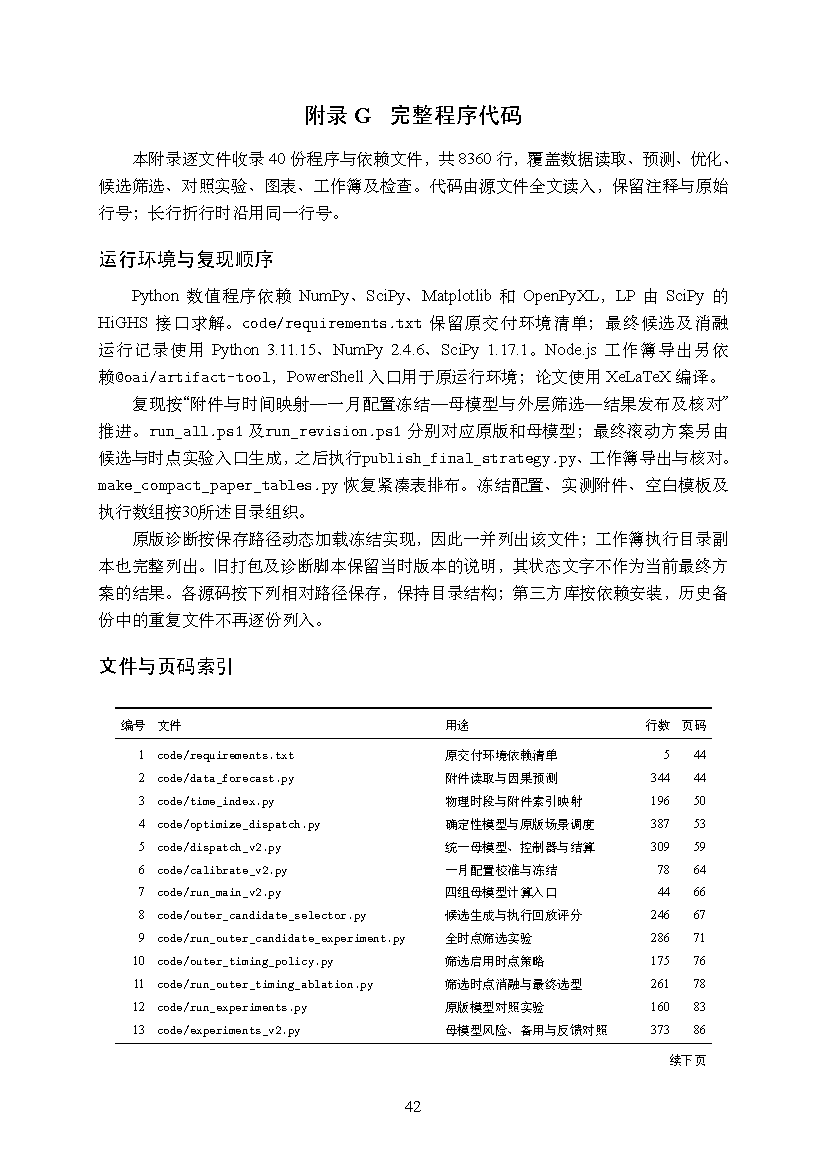 附录 G 完整程序代码
本附录逐文件收录 40 份程序与依赖文件，共 8360 行，覆盖数据读取、预测、优化、
候选筛选、对照实验、图表、工作簿及检查。代码由源文件全文读入，保留注释与原始
行号；长行折行时沿用同一行号。
运行环境与复现顺序
Python 数值程序依赖 NumPy、SciPy、Matplotlib 和 OpenPyXL，LP 由 SciPy 的
HiGHS 接口求解。code/requirements.txt 保留原交付环境清单；最终候选及消融
运行记录使用 Python 3.11.15、NumPy 2.4.6、SciPy 1.17.1。Node.js 工作簿导出另依
赖@oai/artifact-tool，PowerShell 入口用于原运行环境；论文使用 XeLaTeX 编译。
复现按“附件与时间映射—一月配置冻结—母模型与外层筛选—结果发布及核对”
推进。run_all.ps1 及run_revision.ps1 分别对应原版和母模型；最终滚动方案另由
候选与时点实验入口生成，之后执行publish_final_strategy.py、工作簿导出与核对。
make_compact_paper_tables.py 恢复紧凑表排布。冻结配置、实测附件、空白模板及
执行数组按30所述目录组织。
原版诊断按保存路径动态加载冻结实现，因此一并列出该文件；工作簿执行目录副
本也完整列出。旧打包及诊断脚本保留当时版本的说明，其状态文字不作为当前最终方
案的结果。各源码按下列相对路径保存，保持目录结构；第三方库按依赖安装，历史备
份中的重复文件不再逐份列入。
文件与页码索引
编号 文件 用途 行数 页码
1 code/requirements.txt 原交付环境依赖清单 5 44
2 code/data_forecast.py 附件读取与因果预测 344 44
3 code/time_index.py 物理时段与附件索引映射 196 50
4 code/optimize_dispatch.py 确定性模型与原版场景调度 387 53
5 code/dispatch_v2.py 统一母模型、控制器与结算 309 59
6 code/calibrate_v2.py 一月配置校准与冻结 78 64
7 code/run_main_v2.py 四组母模型计算入口 44 66
8 code/outer_candidate_selector.py 候选生成与执行回放评分 246 67
9 code/run_outer_candidate_experiment.py 全时点筛选实验 286 71
10 code/outer_timing_policy.py 筛选启用时点策略 175 76
11 code/run_outer_timing_ablation.py 筛选时点消融与最终选型 261 78
12 code/run_experiments.py 原版模型对照实验 160 83
13 code/experiments_v2.py 母模型风险、备用与反馈对照 373 86
续下页
42